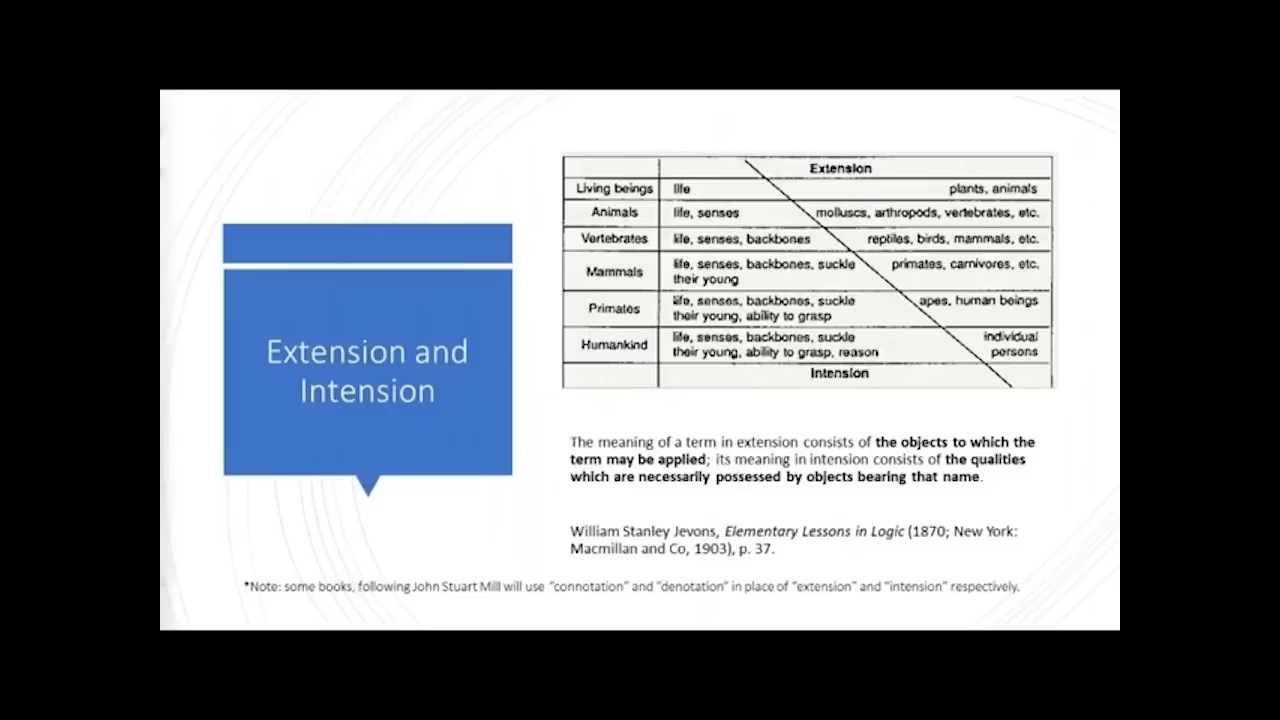 Extension and
Intension
Extension
Living beings life plants, animals
Animals life, senses molluscs, arthropods, vertebrates, etc.
Vertebrates life, senses, backbones reptiles, birds, mammals, etc.
Mammals life, senses, backbones, suckle their young primates, carnivores, etc.
Primates life, senses, backbones, suckle their young, ability to grasp apes, human beings
Humankind life, senses, backbones, suckle their young, ability to grasp, reason individual persons
Intension
The meaning of a term in extension consists of the objects to which the
term may be applied; its meaning in intension consists of the qualities
which are necessarily possessed by objects bearing that name.
William Stanley Jevons, Elementary Lessons in Logic (1870; New York:
Macmillan and Co, 1903), p. 37.
*Note: some books, following John Stuart Mill will use "connotation" and "denotation" in place of "extension" and "intension" respectively.